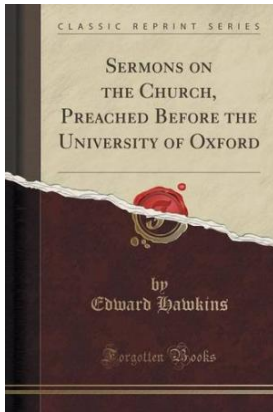 CLASSIC REPRINT SERIES
SERMONS ON
THE CHURCH,
PREACHED BEFORE THE
UNIVERSITY OF OXFORD
F
by
Edward Hawkins
Forgotten Books